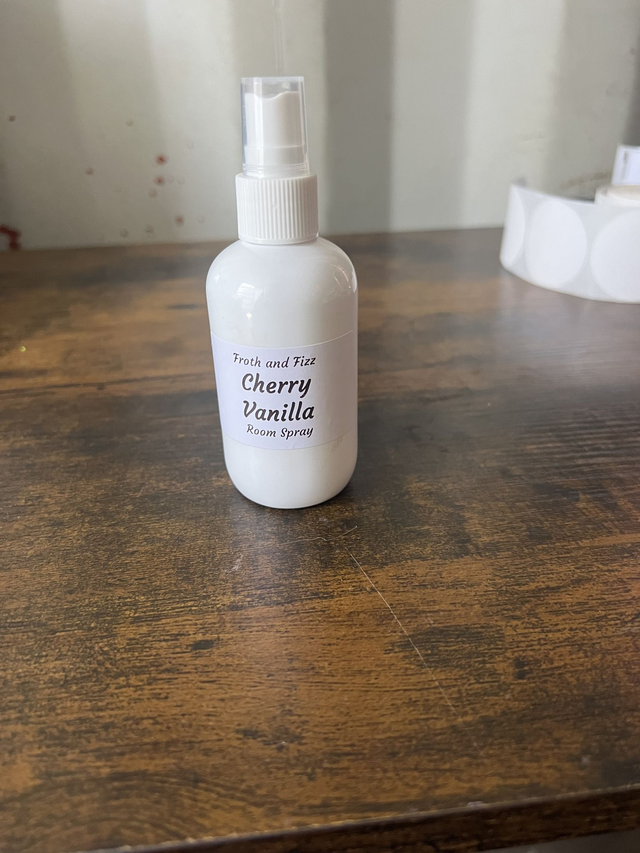 Froth and Fizz
Cherry
Vanilla
Room Spray